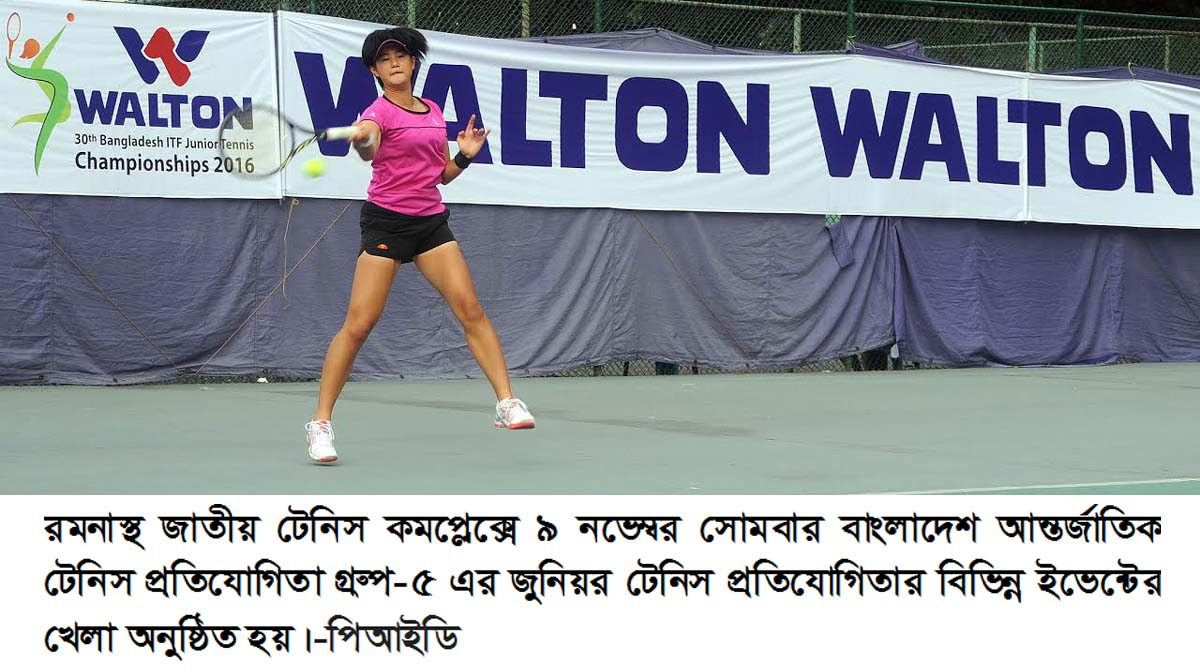 WALTON
30th Bangladesh ITF Junior Tennis
Championships 2016
WALTON
WALTON
রমনাস্থ জাতীয় টেনিস কমপ্লেক্সে ৯ নভেম্বর সোমবার বাংলাদেশ আন্তর্জাতিক
টেনিস প্রতিযোগিতা গ্রুপ-৫ এর জুনিয়র টেনিস প্রতিযোগিতার বিভিন্ন ইভেন্টের
খেলা অনুষ্ঠিত হয়।-পিআইডি